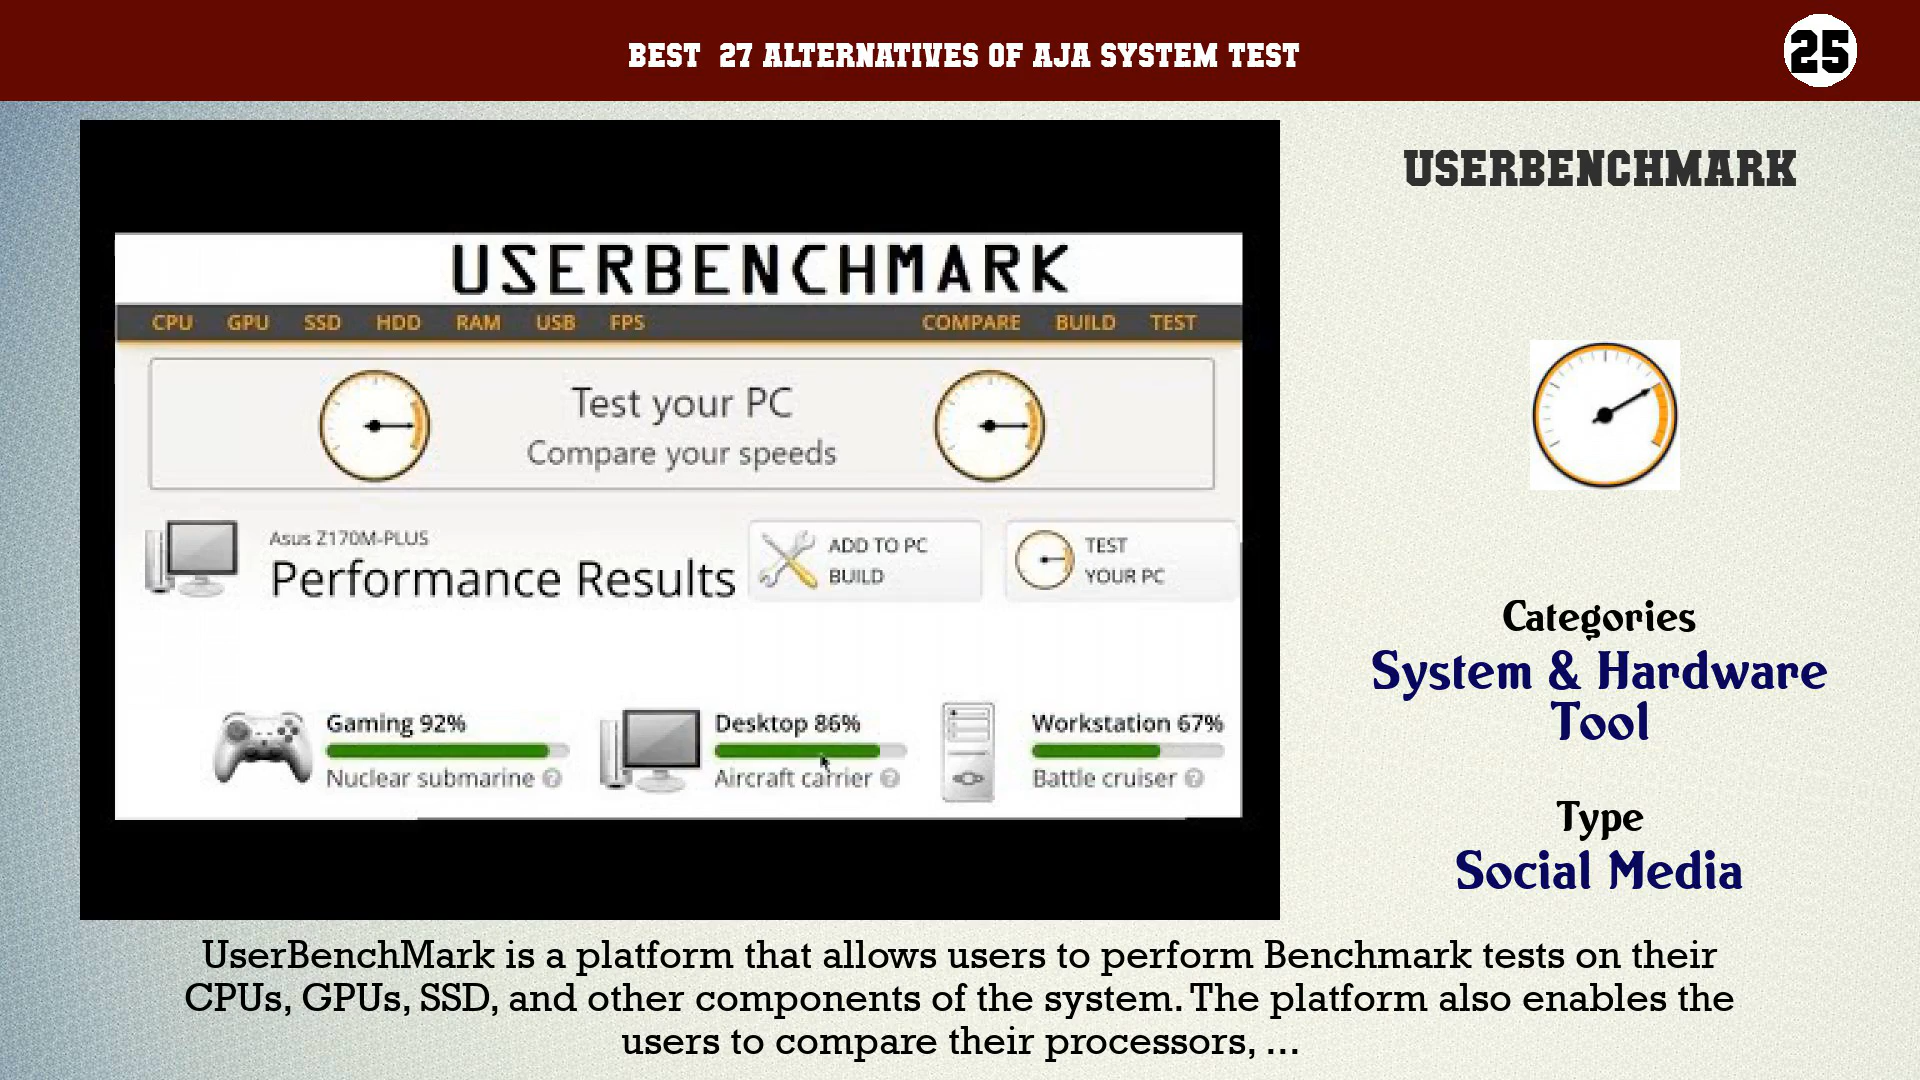 BEST 27 ALTERNATIVES OF AJA SYSTEM TEST
25
USERBENCHMARK
USERBENCHMARK
CPU GPU SSD HDD RAM USB FPS COMPARE BUILD TEST
Test your PC
Compare your speeds
Asus Z170M-PLUS
Performance Results
ADD TO PC
BUILD
TEST
YOUR PC
Gaming 92%
Nuclear submarine ?
Desktop 86%
Aircraft carrier ?
Workstation 67%
Battle cruiser ?
Categories
System & Hardware
Tool
Type
Social Media
UserBenchMark is a platform that allows users to perform Benchmark tests on their
CPUs, GPUs, SSD, and other components of the system. The platform also enables the
users to compare their processors, ...